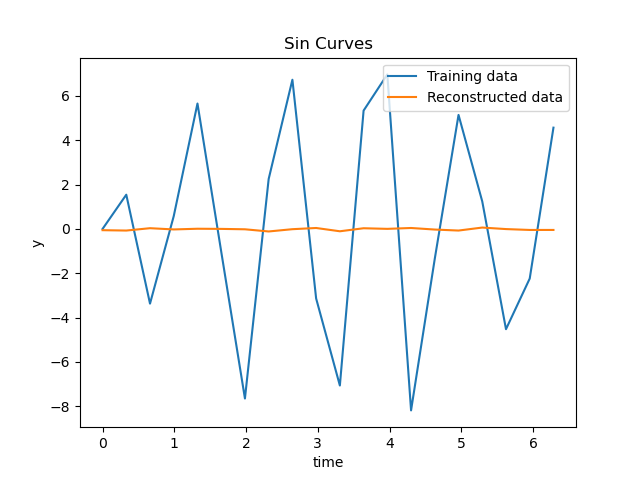 Sin Curves
Training data
Reconstructed data
y
6
4
2
0
−2
−4
−6
−8
0 1 2 3 4 5 6
time